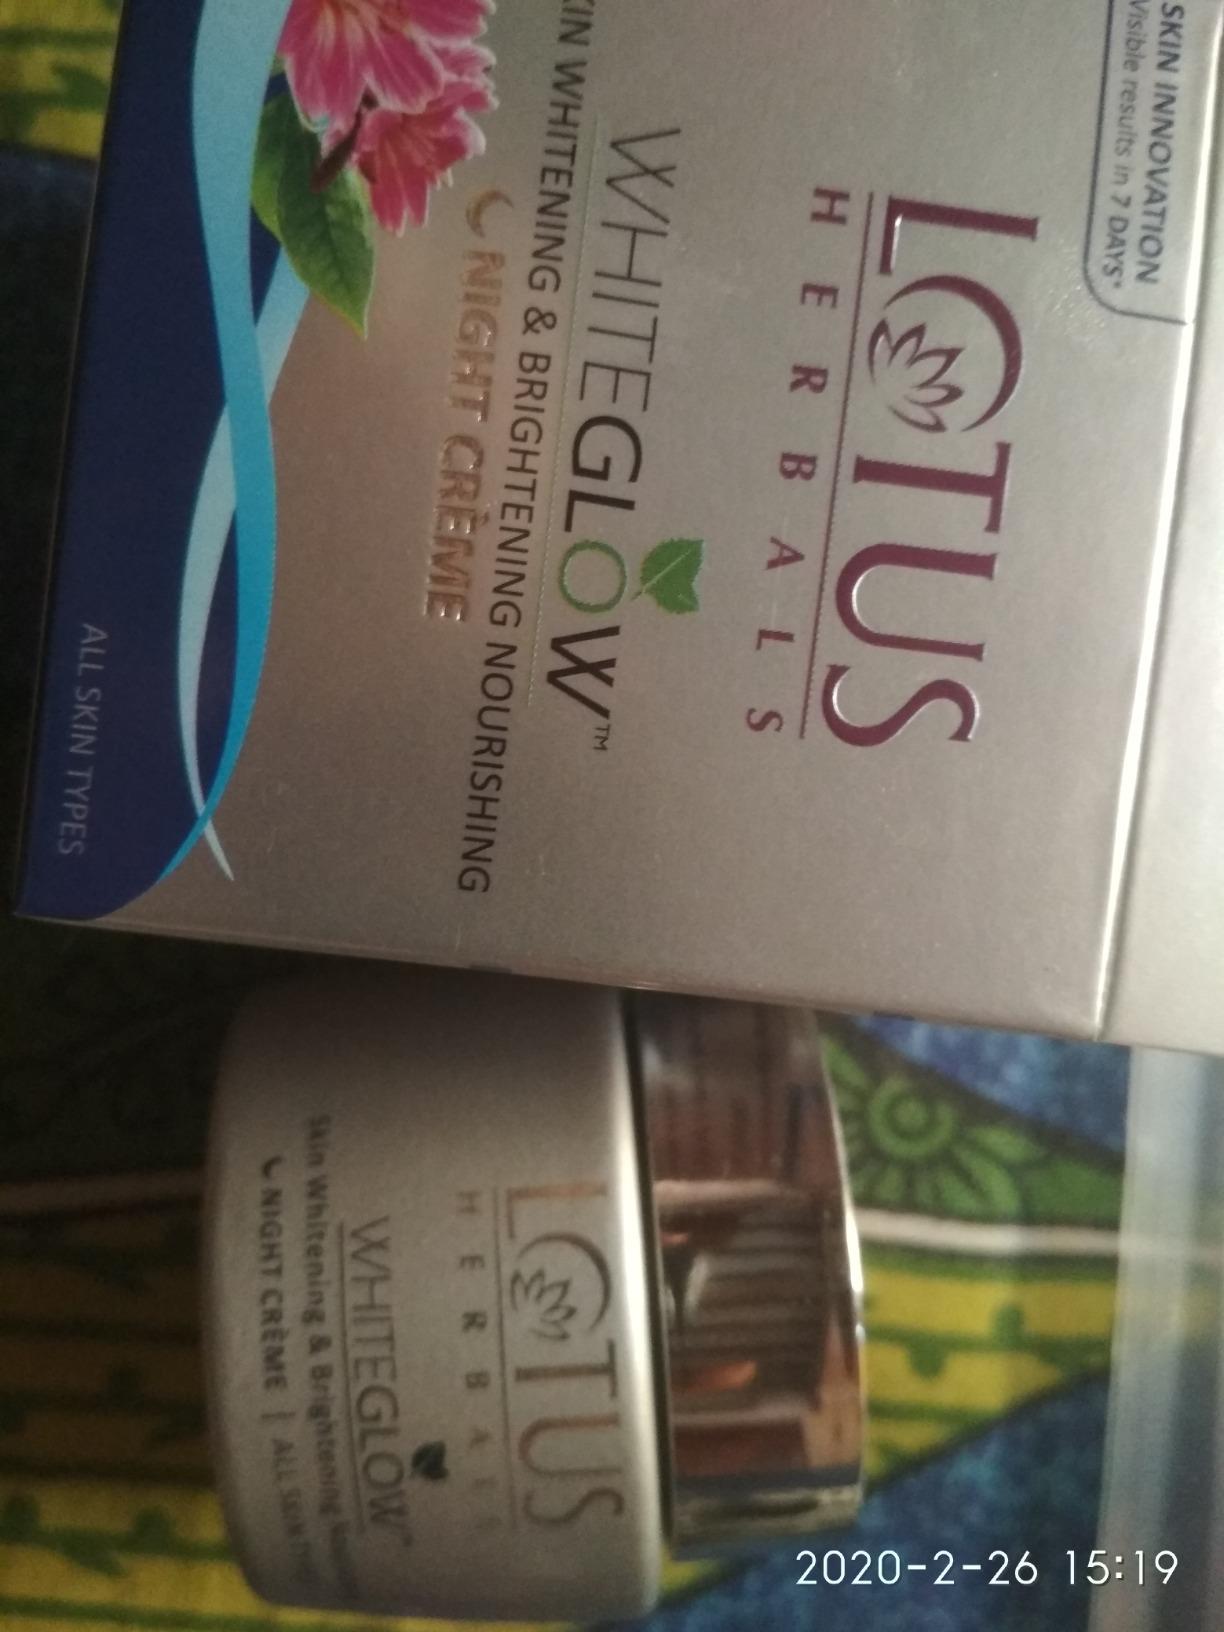 SKIN INNOVATION
Visible results in 7 DAYS*
LOTUS
HERBALS
WHITEGLOW™
WHITENING & BRIGHTENING NOURISHING
NIGHT CRÈME
ALL SKIN TYPES
LOTUS
HERBALS
WHITEGLOW™
Skin Whitening & Brightening
NIGHT CRÈME | ALL SKIN
2020-2-26 15:19